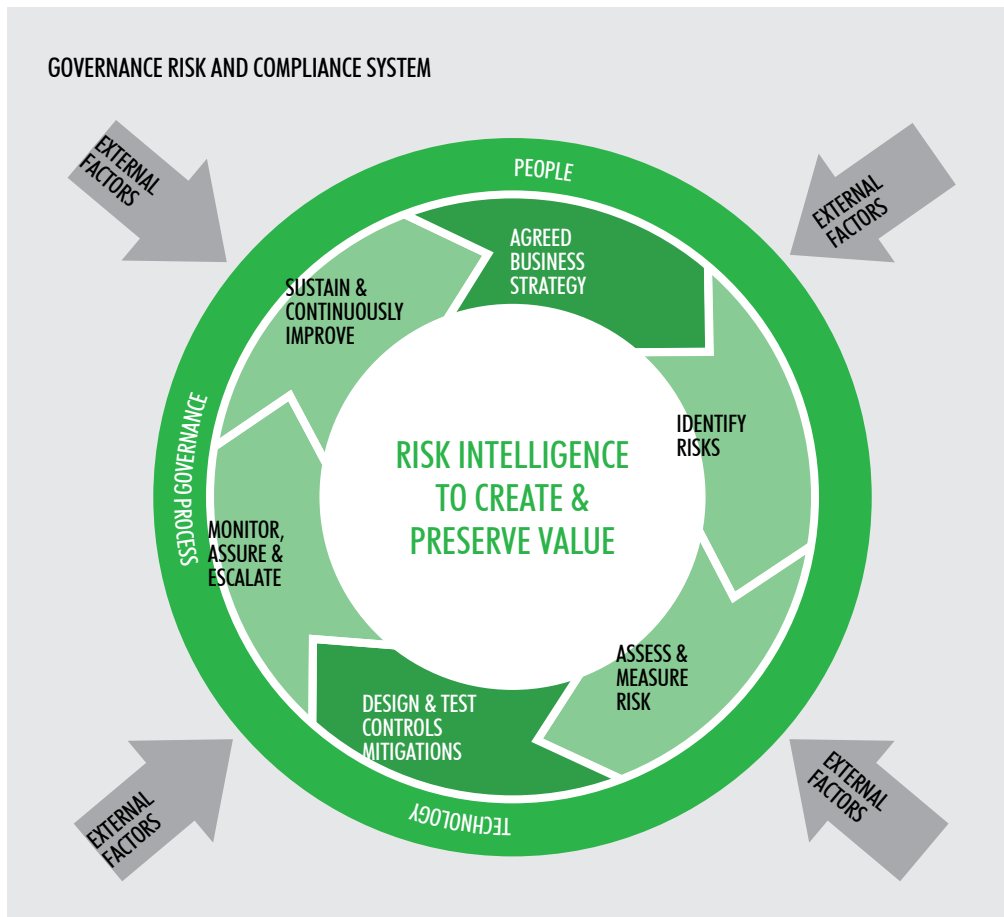 GOVERNANCE RISK AND COMPLIANCE SYSTEM
EXTERNAL
FACTORS
EXTERNAL
FACTORS
PEOPLE
AGREED
BUSINESS
STRATEGY
SUSTAIN &
CONTINUOUSLY
IMPROVE
IDENTIFY
RISKS
RISK INTELLIGENCE
TO CREATE &
PRESERVE VALUE
PROCESS GOVERNANCE
MONITOR,
ASSURE &
ESCALATE
ASSESS &
MEASURE
RISK
DESIGN & TEST
CONTROLS
MITIGATIONS
TECHNOLOGY
EXTERNAL
FACTORS
EXTERNAL
FACTORS